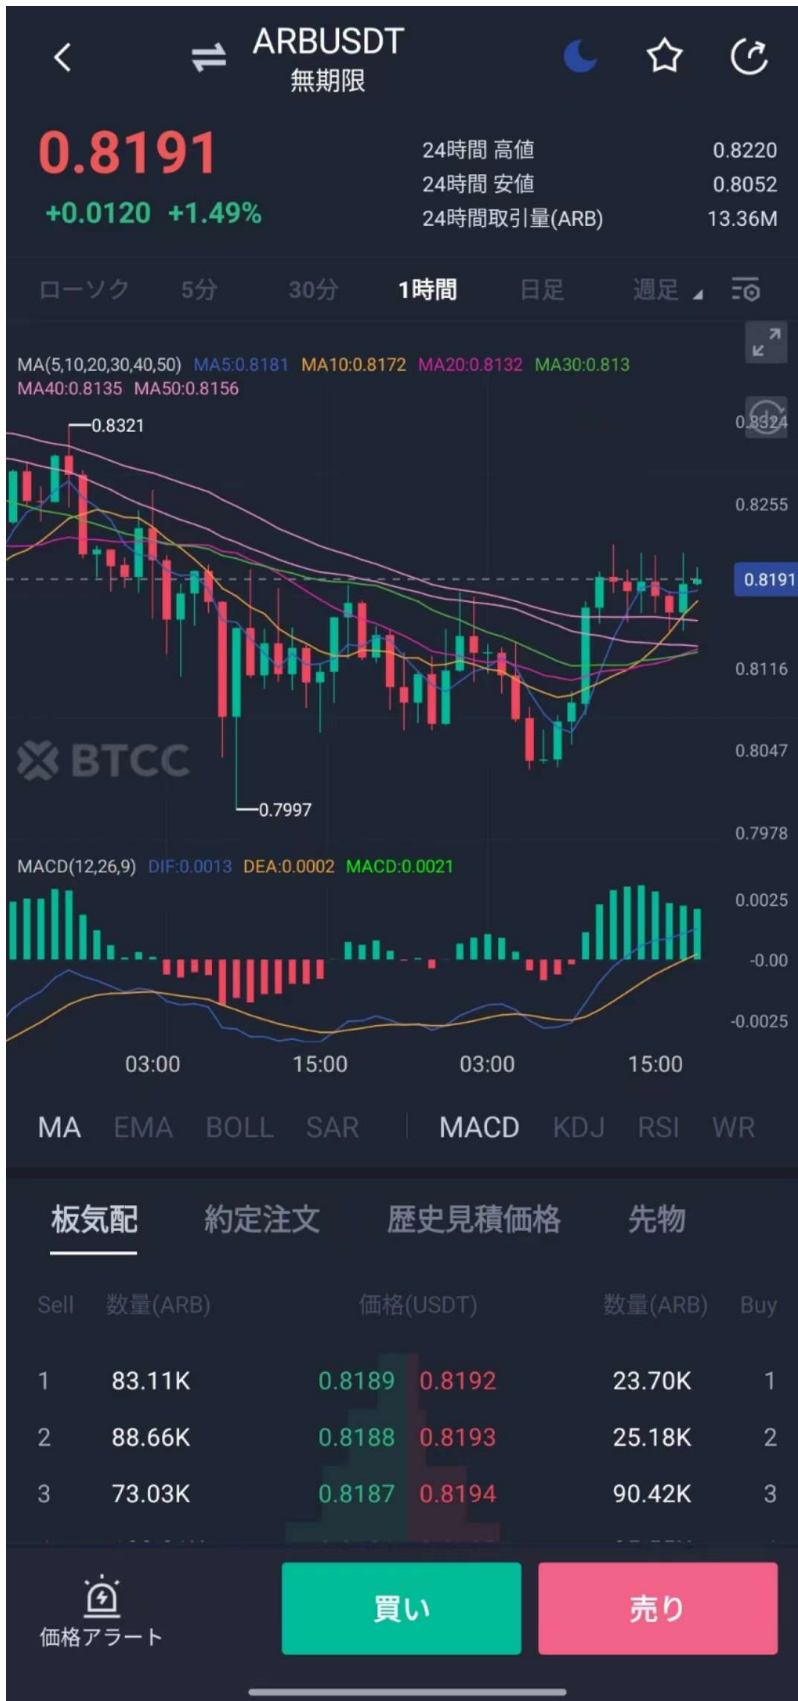 ARBUSDT
無期限
0.8191
+0.0120 +1.49%
24時間 高値 0.8220
24時間 安値 0.8052
24時間取引量(ARB) 13.36M
ローソク 5分 30分 1時間 日足 週足
MA(5,10,20,30,40,50) MA5:0.8181 MA10:0.8172 MA20:0.8132 MA30:0.813
MA40:0.8135 MA50:0.8156
0.8324
0.8321
0.8255
0.8191
0.8116
0.8047
BTCC
0.7997
0.7978
MACD(12,26,9) DIF:0.0013 DEA:0.0002 MACD:0.0021
0.0025
-0.00
-0.0025
03:00 15:00 03:00 15:00
MA EMA BOLL SAR MACD KDJ RSI WR
板気配 約定注文 歴史見積価格 先物
Sell 数量(ARB) 価格(USDT) 数量(ARB) Buy
1 83.11K 0.8189 0.8192 23.70K 1
2 88.66K 0.8188 0.8193 25.18K 2
3 73.03K 0.8187 0.8194 90.42K 3
価格アラート 買い 売り